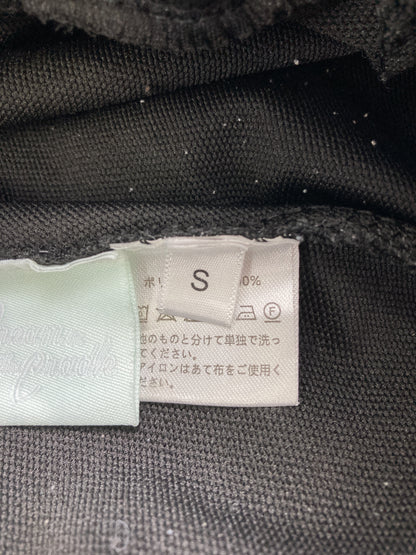 S
ポリ
0%
他のものと分けて単独で洗っ
てください。
アイロンはあて布をご使用く
ださい。